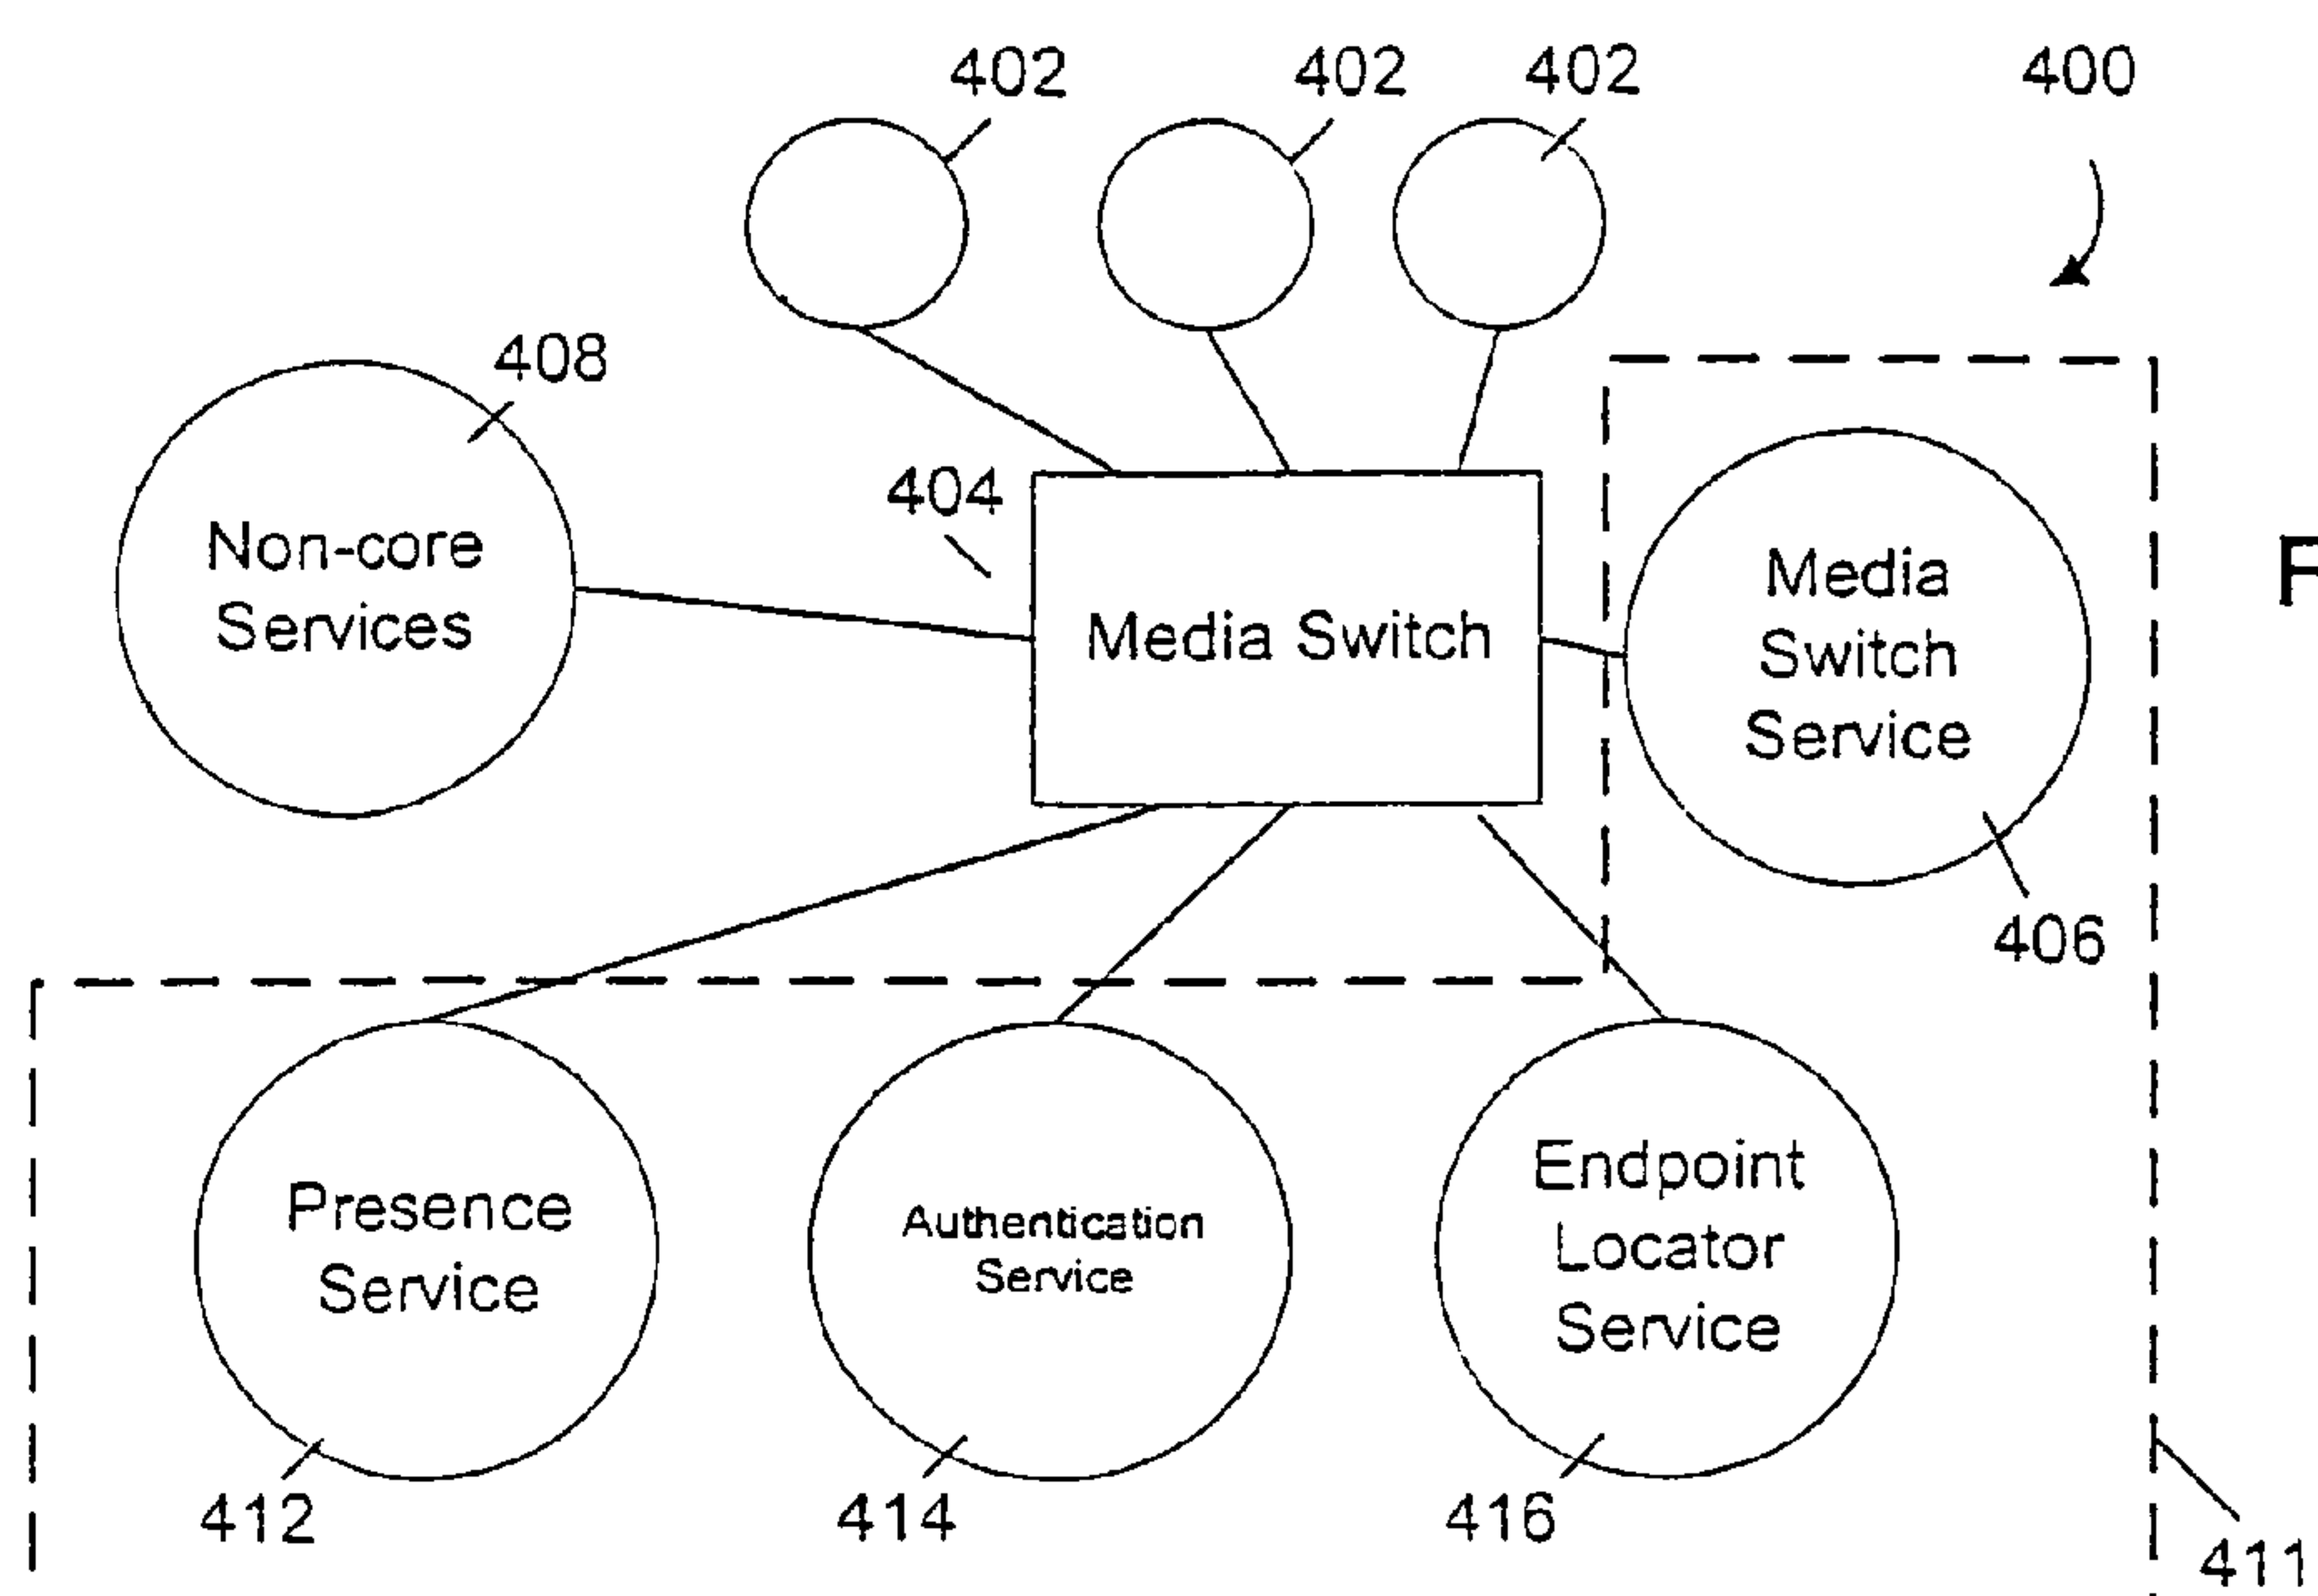 402
402
402
400
408
404
Non-core
Services
Media Switch
Media
Switch
Service
F
406
Presence
Service
Authentication
Service
Endpoint
Locator
Service
412
414
416
411